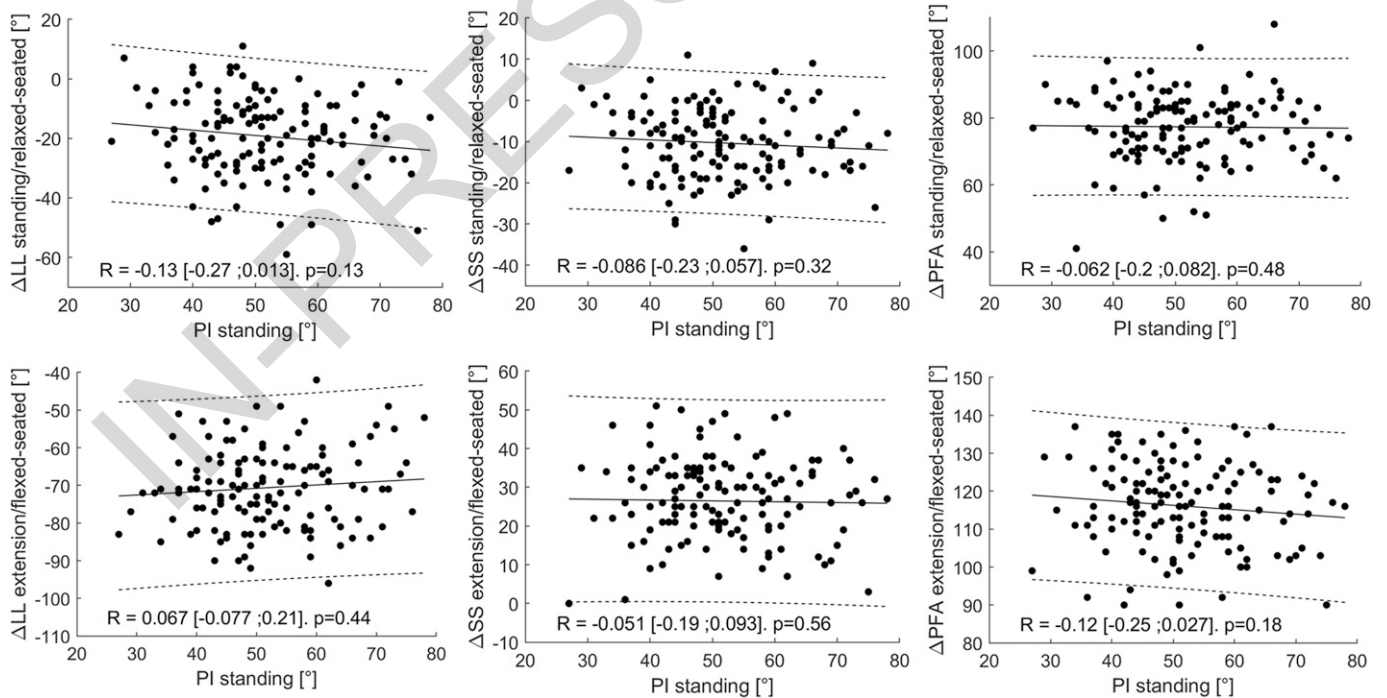 IN-PRESS
ΔLL standing/relaxed-seated [°]
20
0
-20
-40
-60
R = -0.13 [-0.27 ;0.013]. p=0.13
20 30 40 50 60 70 80
PI standing [°]
ΔSS standing/relaxed-seated [°]
20
10
0
-10
-20
-30
-40
R = -0.086 [-0.23 ;0.057]. p=0.32
20 30 40 50 60 70 80
PI standing [°]
ΔPFA standing/relaxed-seated [°]
100
80
60
40
R = -0.062 [-0.2 ;0.082]. p=0.48
20 30 40 50 60 70 80
PI standing [°]
ΔLL extension/flexed-seated [°]
-40
-50
-60
-70
-80
-90
-100
-110
R = 0.067 [-0.077 ;0.21]. p=0.44
20 30 40 50 60 70 80
PI standing [°]
ΔSS extension/flexed-seated [°]
60
50
40
30
20
10
0
-10
R = -0.051 [-0.19 ;0.093]. p=0.56
20 30 40 50 60 70 80
PI standing [°]
ΔPFA extension/flexed-seated [°]
150
140
130
120
110
100
90
80
R = -0.12 [-0.25 ;0.027]. p=0.18
20 30 40 50 60 70 80
PI standing [°]